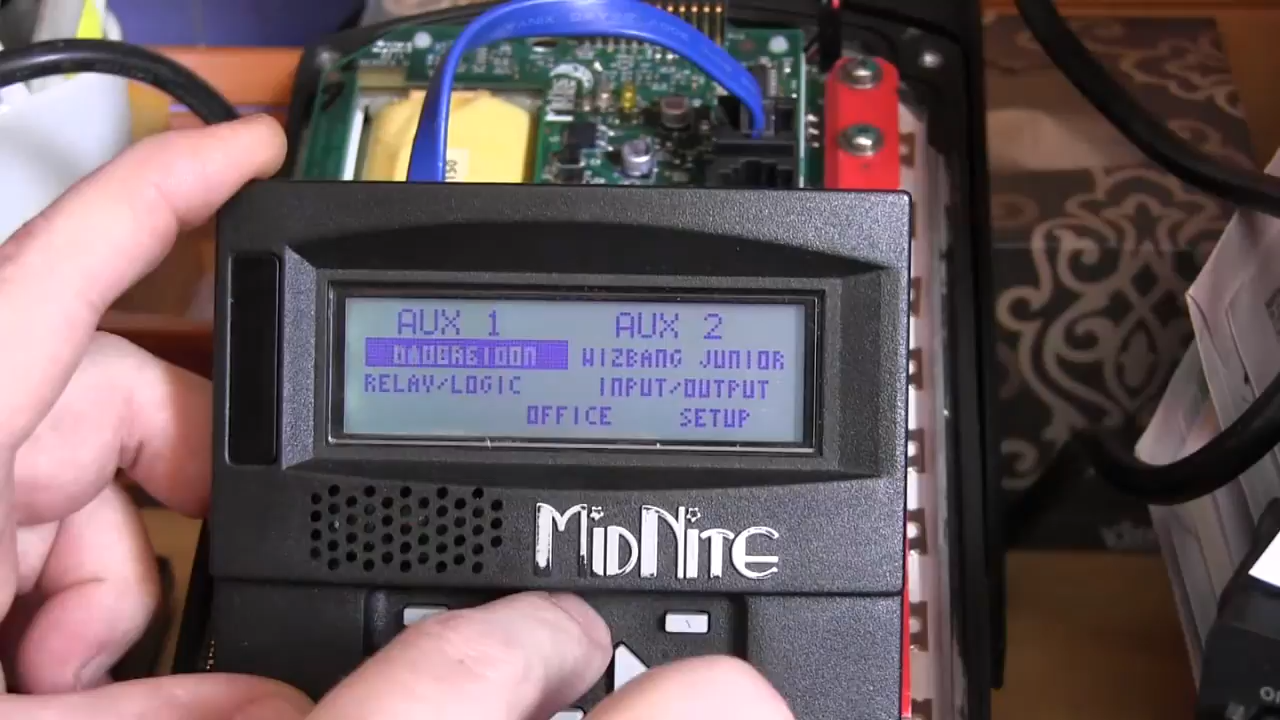 AUX 1 AUX 2
WIZBANG JUNIOR
RELAY/LOGIC INPUT/OUTPUT
OFFICE SETUP
MIDNITE